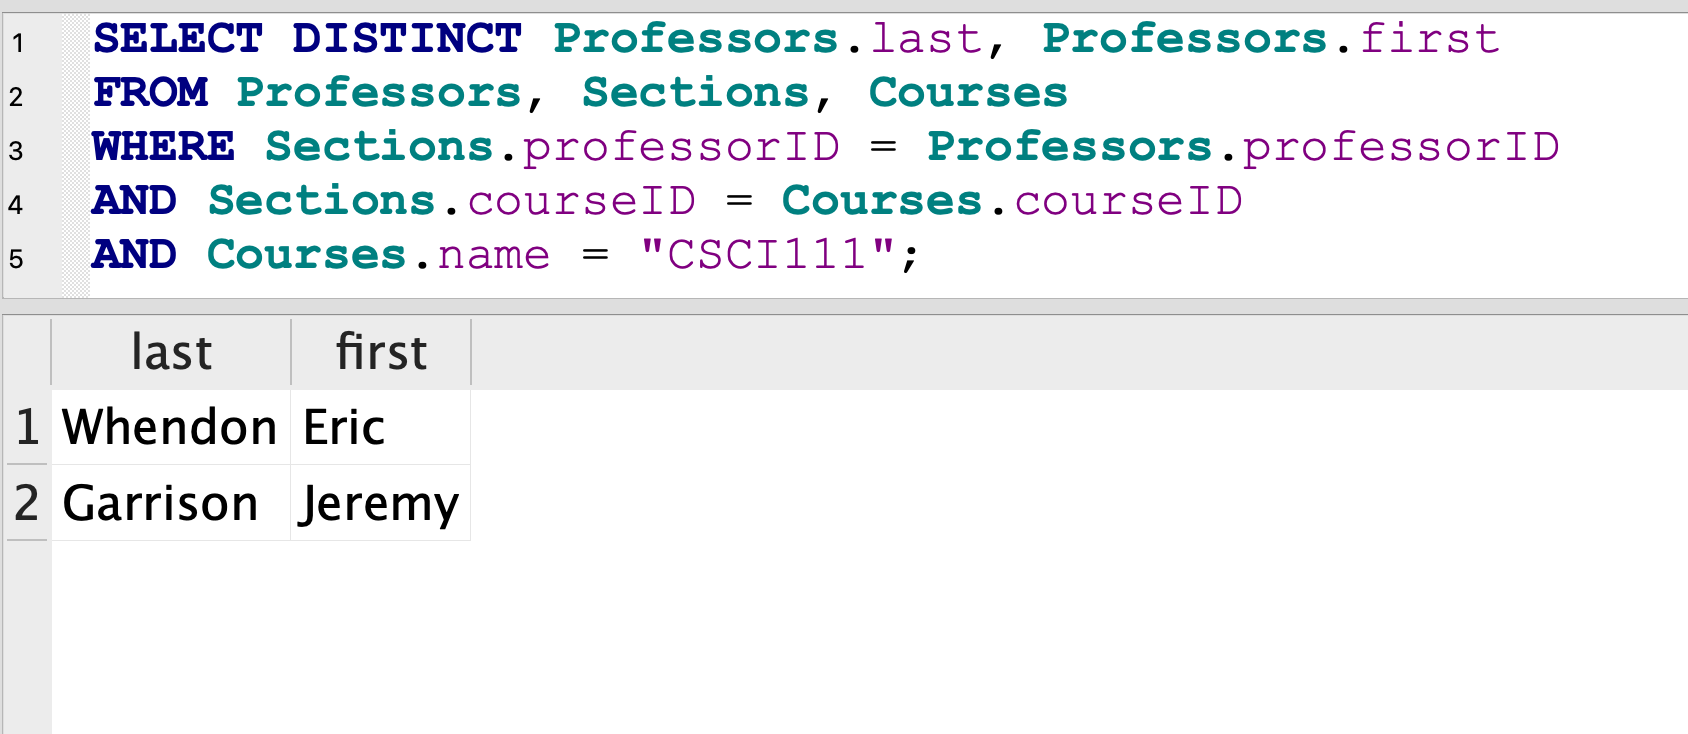 1 SELECT DISTINCT Professors.last, Professors.first
2 FROM Professors, Sections, Courses
3 WHERE Sections.professorID = Professors.professorID
4 AND Sections.courseID = Courses.courseID
5 AND Courses.name = "CSCI111";
last first
1 Whendon Eric
2 Garrison Jeremy